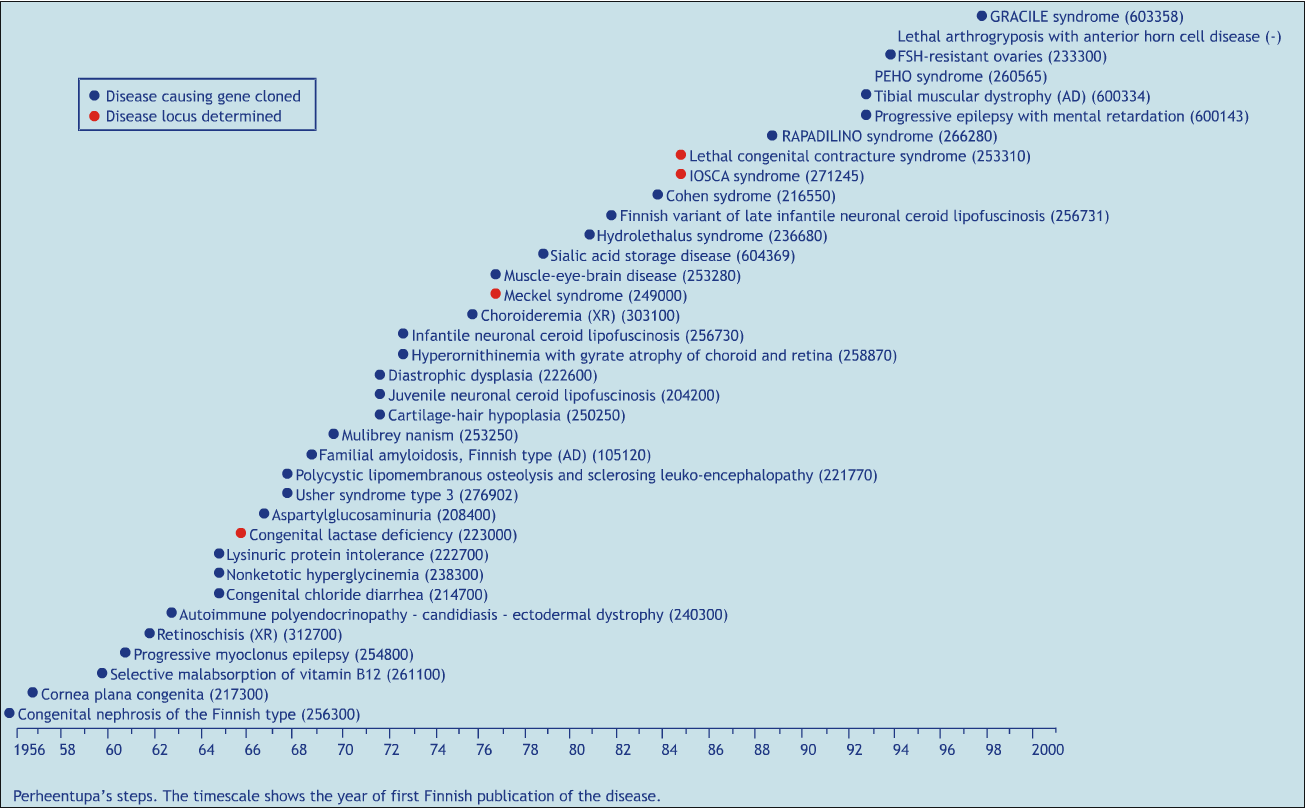 GRACILE syndrome (603358)
Lethal arthrogryposis with anterior horn cell disease (-)
FSH-resistant ovaries (233300)
PEHO syndrome (260565)
Disease causing gene cloned
Tibial muscular dystrophy (AD) (600334)
Disease locus determined
Progressive epilepsy with mental retardation (600143)
RAPADILINO syndrome (266280)
Lethal congenital contracture syndrome (253310)
IOSCA syndrome (271245)
Cohen sydrome (216550)
Finnish variant of late infantile neuronal ceroid lipofuscinosis (256731)
Hydrolethalus syndrome (236680)
Sialic acid storage disease (604369)
Muscle-eye-brain disease (253280)
Meckel syndrome (249000)
Choroideremia (XR) (303100)
Infantile neuronal ceroid lipofuscinosis (256730)
Hyperornithinemia with gyrate atrophy of choroid and retina (258870)
Diastrophic dysplasia (222600)
Juvenile neuronal ceroid lipofuscinosis (204200)
Cartilage-hair hypoplasia (250250)
Mulibrey nanism (253250)
Familial amyloidosis, Finnish type (AD) (105120)
Polycystic lipomembranous osteolysis and sclerosing leuko-encephalopathy (221770)
Usher syndrome type 3 (276902)
Aspartylglucosaminuria (208400)
Congenital lactase deficiency (223000)
Lysinuric protein intolerance (222700)
Nonketotic hyperglycinemia (238300)
Congenital chloride diarrhea (214700)
Autoimmune polyendocrinopathy - candidiasis - ectodermal dystrophy (240300)
Retinoschisis (XR) (312700)
Progressive myoclonus epilepsy (254800)
Selective malabsorption of vitamin B12 (261100)
Cornea plana congenita (217300)
Congenital nephrosis of the Finnish type (256300)
1956 58 60 62 64 66 68 70 72 74 76 78 80 82 84 86 88 90 92 94 96 98 2000
Perheentupa's steps. The timescale shows the year of first Finnish publication of the disease.